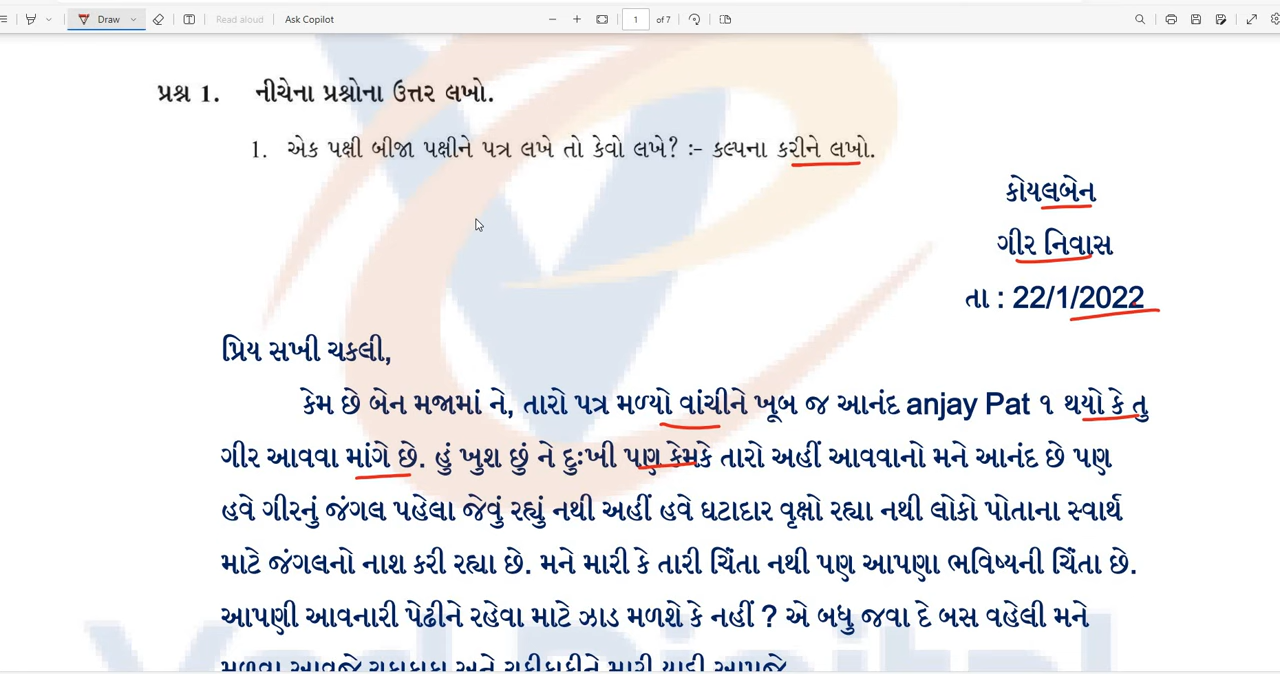 Draw
Read aloud
Ask Copilot
1 of 7
પ્રશ્ન 1. નીચેના પ્રશ્નોના ઉત્તર લખો.
1. એક પક્ષી બીજા પક્ષીને પત્ર લખે તો કેવો લખે? :- કલ્પના કરીને લખો.
કોયલબેન
ગીર નિવાસ
તા : 22/1/2022
પ્રિય સખી ચકલી,
કેમ છે બેન મજામાં ને, તારો પત્ર મળ્યો વાંચીને ખૂબ જ આનંદ anjay Pat ૧ થયો કે તુ
ગીર આવવા માંગે છે. હું ખુશ છું ને દુઃખી પણ કેમકે તારો અહીં આવવાનો મને આનંદ છે પણ
હવે ગીરનું જંગલ પહેલા જેવું રહ્યું નથી અહીં હવે ઘટાદાર વૃક્ષો રહ્યા નથી લોકો પોતાના સ્વાર્થ
માટે જંગલનો નાશ કરી રહ્યા છે. મને મારી કે તારી ચિંતા નથી પણ આપણા ભવિષ્યની ચિંતા છે.
આપણી આવનારી પેઢીને રહેવા માટે ઝાડ મળશે કે નહીં ? એ બધુ જવા દે બસ વહેલી મને